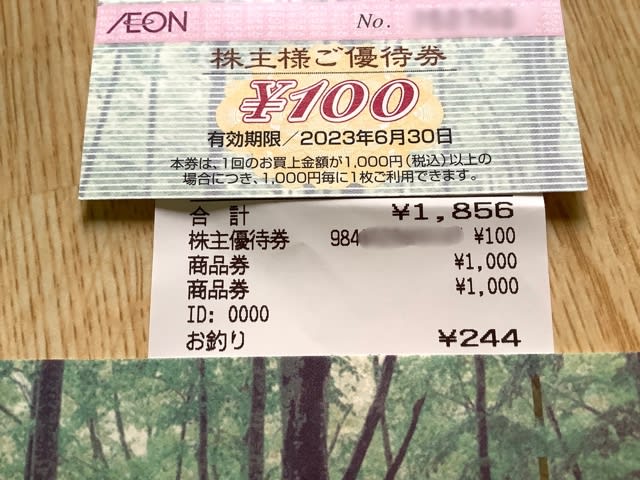 ÆON
No.
株主様ご優待券
¥100
有効期限／2023年6月30日
本券は、1回のお買上金額が1,000円(税込)以上の
場合につき、1,000円毎に1枚ご利用できます。
合 計 ¥1,856
株主優待券 984 ¥100
商品券 ¥1,000
商品券 ¥1,000
ID: 0000
お釣り ¥244